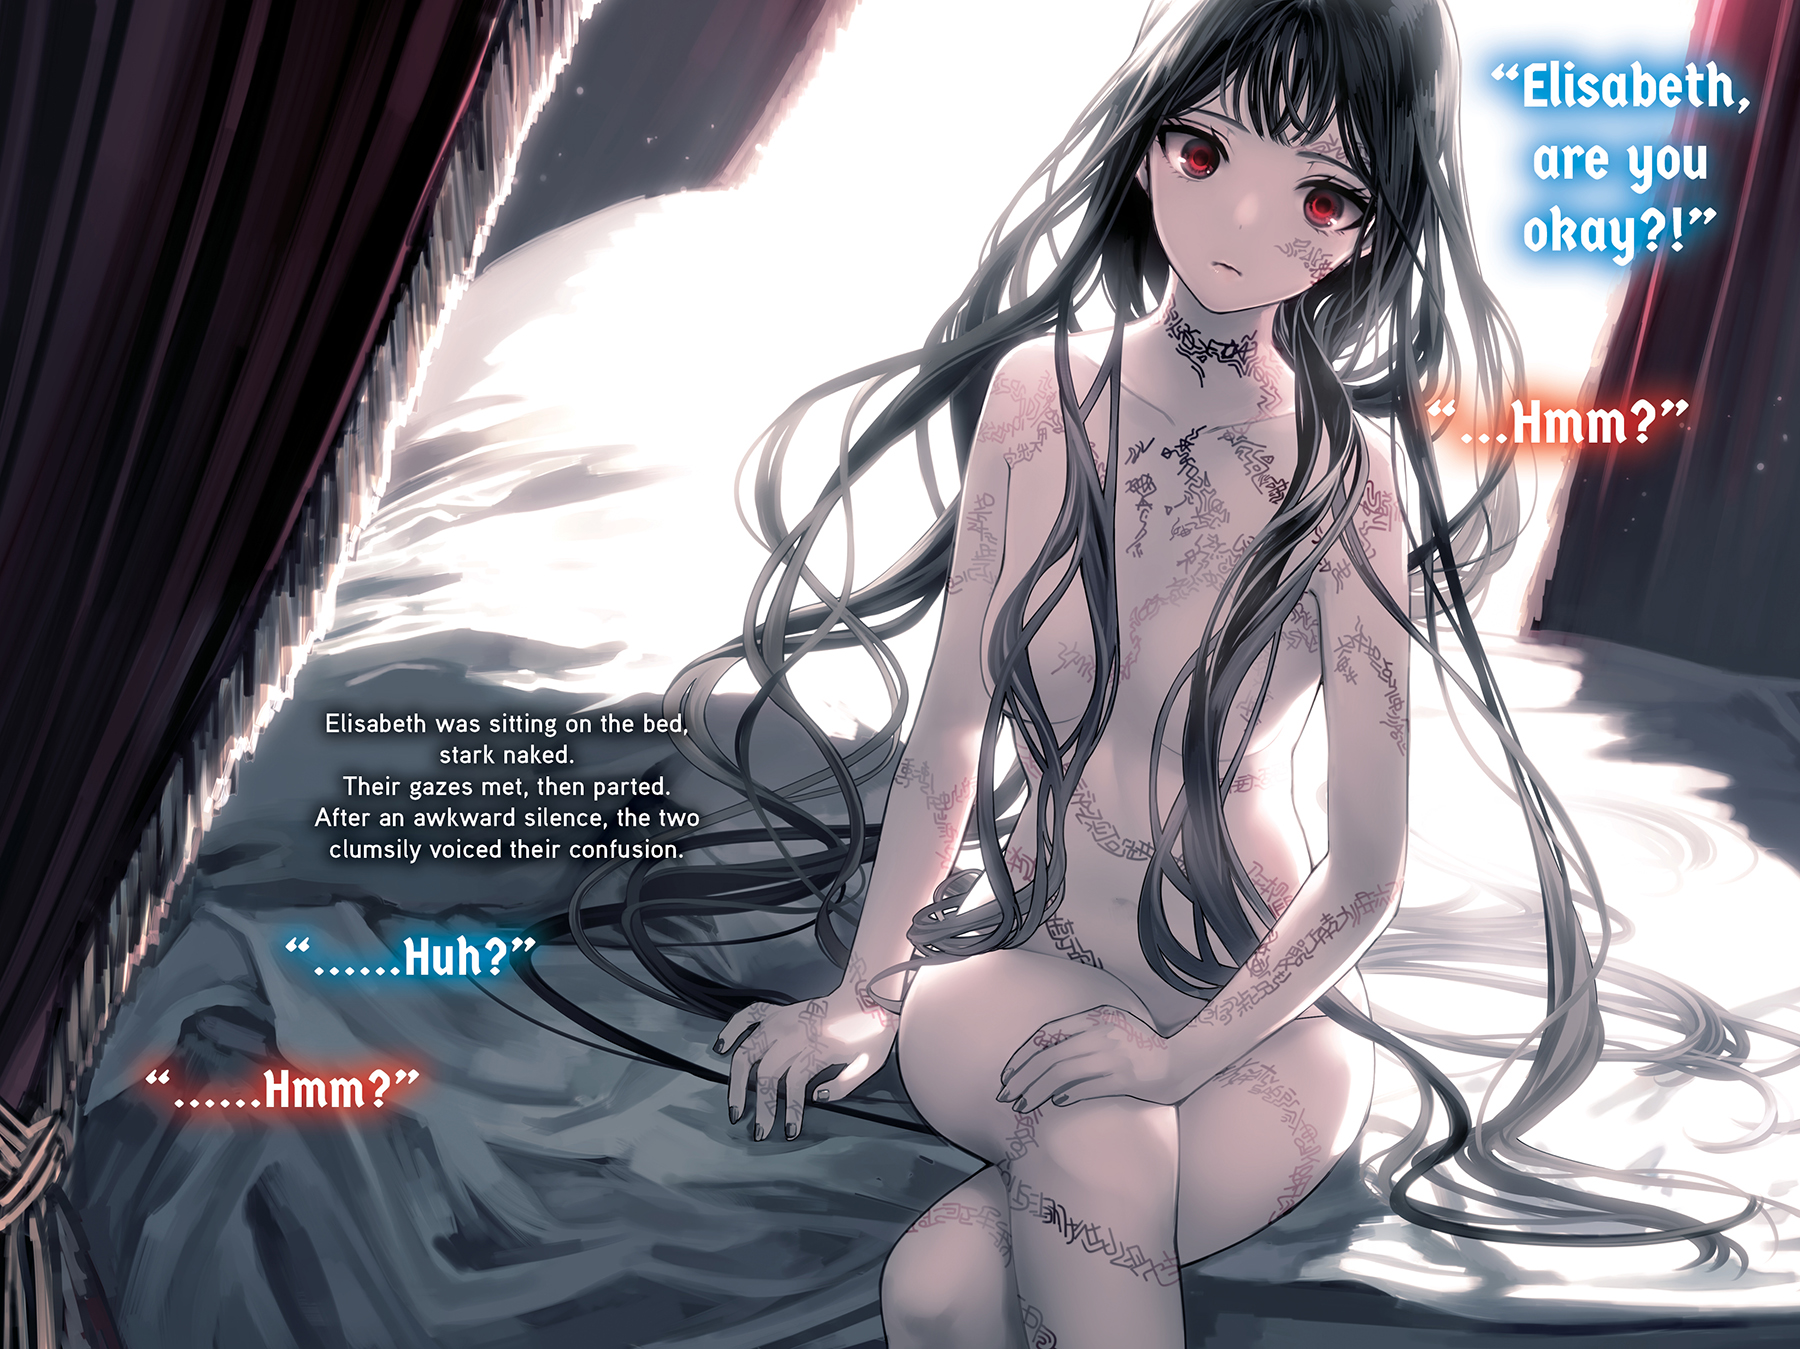 “Elisabeth,
are you
okay?!”
“...Hmm?”
Elisabeth was sitting on the bed,
stark naked.
Their gazes met, then parted.
After an awkward silence, the two
clumsily voiced their confusion.
“......Huh?”
“......Hmm?”